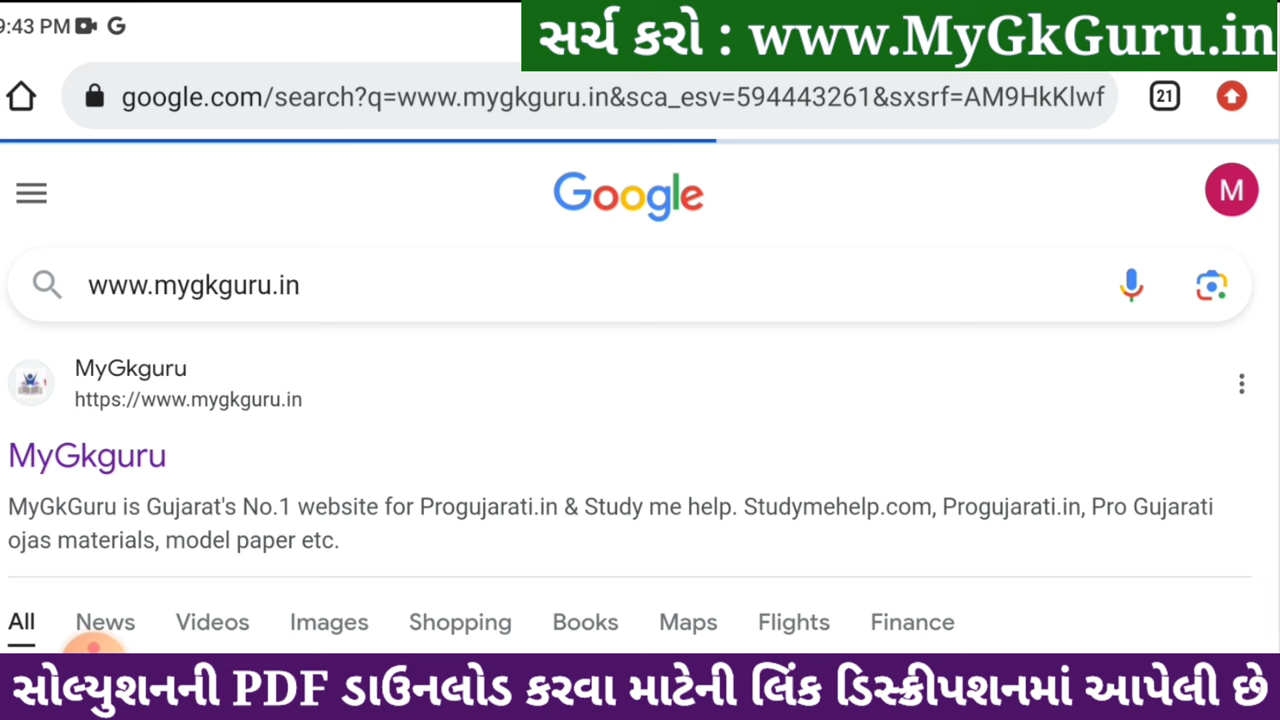 સર્ચ કરો : www.MyGkGuru.in
9:43 PM G
google.com/search?q=www.mygkguru.in&sca_esv=594443261&sxsrf=AM9HkKlwf
21
Google
M
www.mygkguru.in
MyGkguru
https://www.mygkguru.in
MyGkguru
MyGkGuru is Gujarat's No.1 website for Progujarati.in & Study me help. Studymehelp.com, Progujarati.in, Pro Gujarati
ojas materials, model paper etc.
All News Videos Images Shopping Books Maps Flights Finance
સોલ્યુશનની PDF ડાઉનલોડ કરવા માટેની લિંક ડિસ્ક્રીપશનમાં આપેલી છે